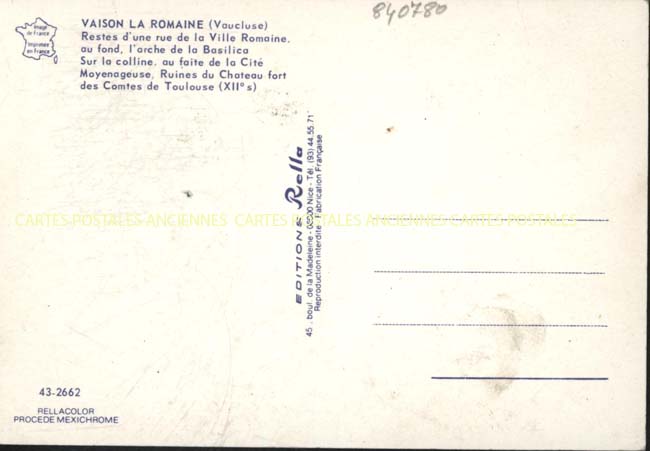 840780
Image
de France
Imprimée
en France
VAISON LA ROMAINE (Vaucluse)
Restes d'une rue de la Ville Romaine,
au fond, l'arche de la Basilica
Sur la colline, au faite de la Cité
Moyenageuse, Ruines du Chateau fort
des Comtes de Toulouse (XII° s)
EDITIONS Rella
45, boul. de la Madeleine - 06000 Nice - Tél. (93) 44.55.71
Reproduction interdite - Fabrication Française
CARTES POSTALES ANCIENNES CARTES POSTALES ANCIENNES CARTES POSTALES ANCIENNES
43-2662
RELLACOLOR
PROCEDE MEXICHROME